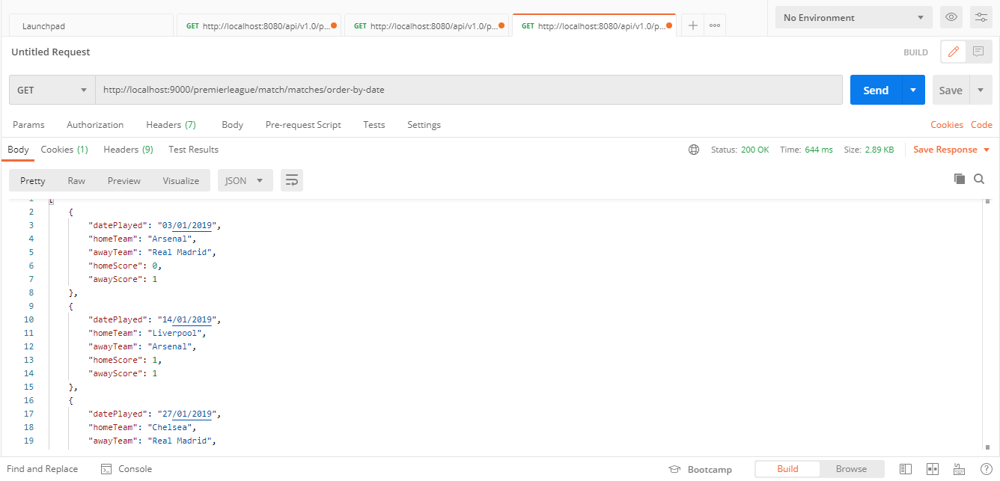 Launchpad
GET http://localhost:8080/api/v1.0/p...
GET http://localhost:8080/api/v1.0/p...
GET http://localhost:8080/api/v1.0/p...
No Environment
Untitled Request
BUILD
GET
http://localhost:9000/premierleague/match/matches/order-by-date
Send
Save
Params Authorization Headers (7) Body Pre-request Script Tests Settings
Cookies Code
Body Cookies (1) Headers (9) Test Results
Status: 200 OK Time: 644 ms Size: 2.89 KB
Save Response
Pretty Raw Preview Visualize JSON
1 [
2 {
3 "datePlayed": "03/01/2019",
4 "homeTeam": "Arsenal",
5 "awayTeam": "Real Madrid",
6 "homeScore": 0,
7 "awayScore": 1
8 },
9 {
10 "datePlayed": "14/01/2019",
11 "homeTeam": "Liverpool",
12 "awayTeam": "Arsenal",
13 "homeScore": 1,
14 "awayScore": 1
15 },
16 {
17 "datePlayed": "27/01/2019",
18 "homeTeam": "Chelsea",
19 "awayTeam": "Real Madrid",
Find and Replace
Console
Bootcamp
Build
Browse